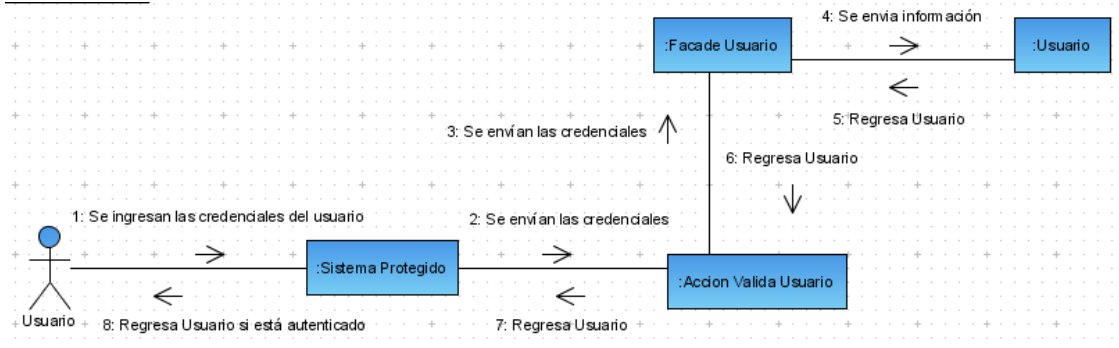 4: Se envia información
:Facade Usuario
:Usuario
5: Regresa Usuario
3: Se envían las credenciales
6: Regresa Usuario
1: Se ingresan las credenciales del usuario
2: Se envían las credenciales
:Sistema Protegido
:Accion Valida Usuario
Usuario
8: Regresa Usuario si está autenticado
7: Regresa Usuario